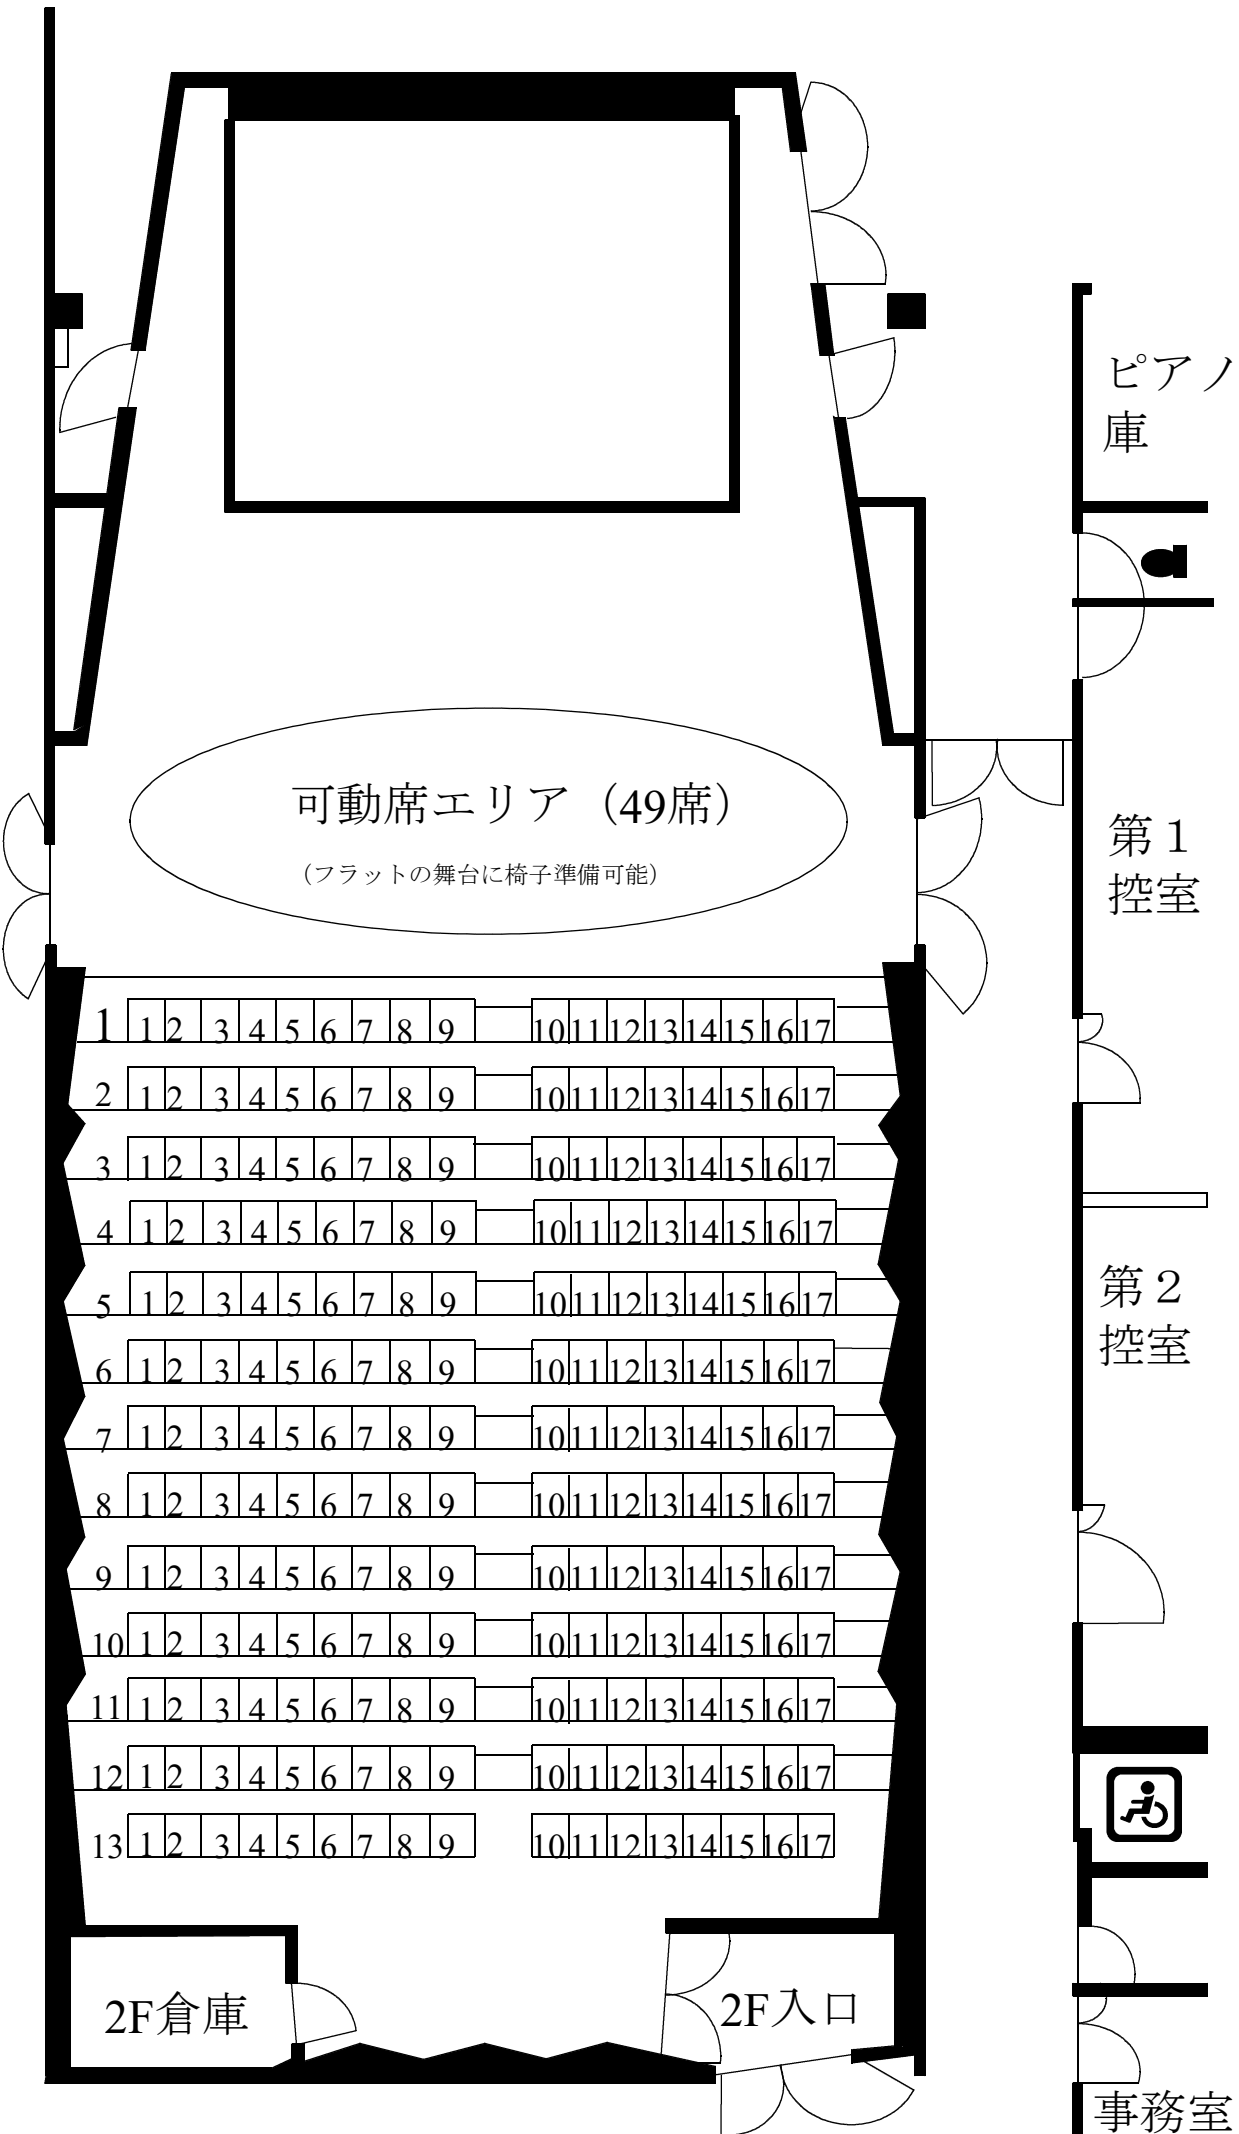 ピアノ
庫
可動席エリア（49席）
（フラットの舞台に椅子準備可能）
第１
控室
1 1 2 3 4 5 6 7 8 9 10 11 12 13 14 15 16 17
2 1 2 3 4 5 6 7 8 9 10 11 12 13 14 15 16 17
3 1 2 3 4 5 6 7 8 9 10 11 12 13 14 15 16 17
4 1 2 3 4 5 6 7 8 9 10 11 12 13 14 15 16 17
5 1 2 3 4 5 6 7 8 9 10 11 12 13 14 15 16 17
第２
控室
6 1 2 3 4 5 6 7 8 9 10 11 12 13 14 15 16 17
7 1 2 3 4 5 6 7 8 9 10 11 12 13 14 15 16 17
8 1 2 3 4 5 6 7 8 9 10 11 12 13 14 15 16 17
9 1 2 3 4 5 6 7 8 9 10 11 12 13 14 15 16 17
10 1 2 3 4 5 6 7 8 9 10 11 12 13 14 15 16 17
11 1 2 3 4 5 6 7 8 9 10 11 12 13 14 15 16 17
12 1 2 3 4 5 6 7 8 9 10 11 12 13 14 15 16 17
13 1 2 3 4 5 6 7 8 9 10 11 12 13 14 15 16 17
2F倉庫
2F入口
事務室